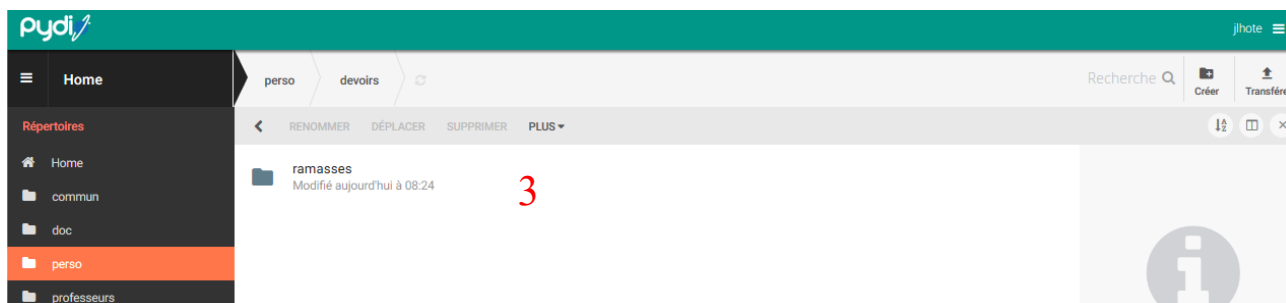 pydi
jlhote
Home
perso
devoirs
Recherche
Créer
Transfére
Répertoires
RENOMMER DÉPLACER SUPPRIMER PLUS
Home
ramasses
Modifié aujourd'hui à 08:24
3
commun
doc
perso
professeurs